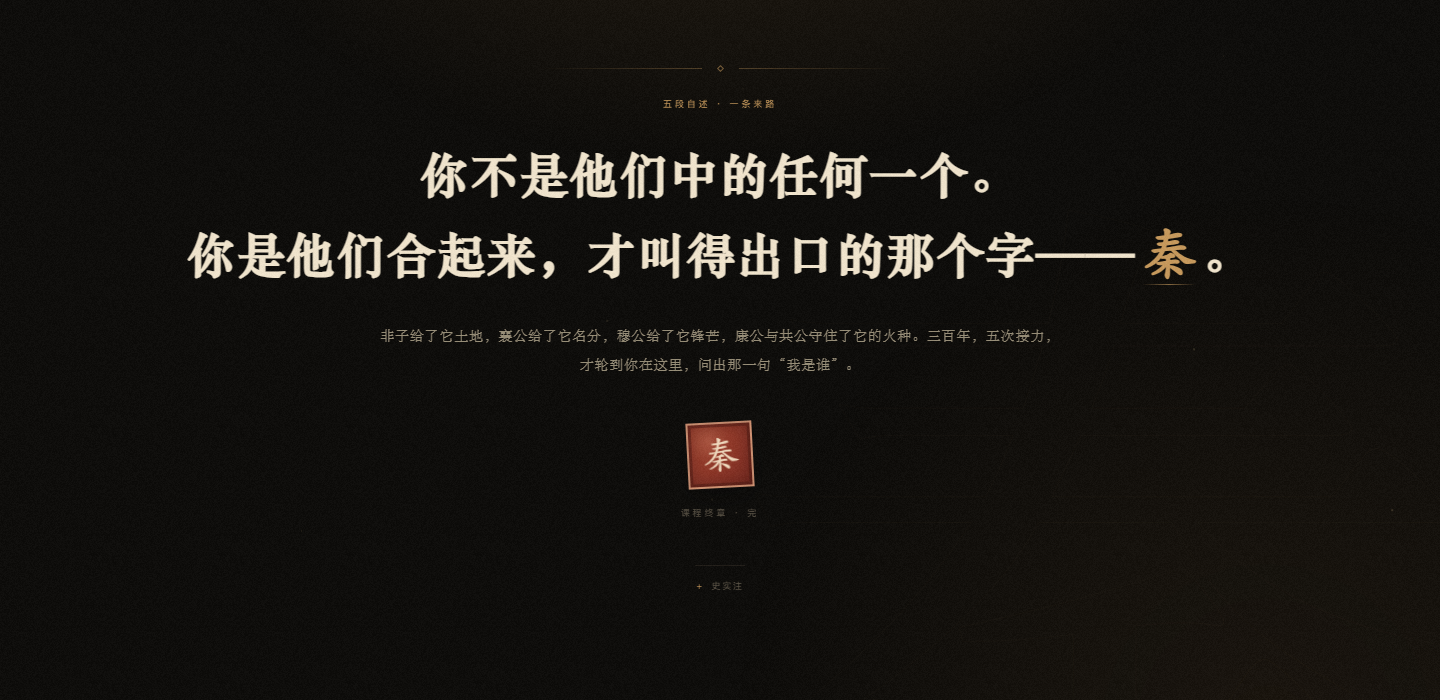 五段自述 · 一条来路
你不是他们中的任何一个。
你是他们合起来，才叫得出口的那个字——秦。
非子给了它土地，襄公给了它名分，穆公给了它锋芒，康公与共公守住了它的火种。三百年，五次接力，
才轮到你在这里，问出那一句“我是谁”。
秦
课程终章 · 完
+ 史实注